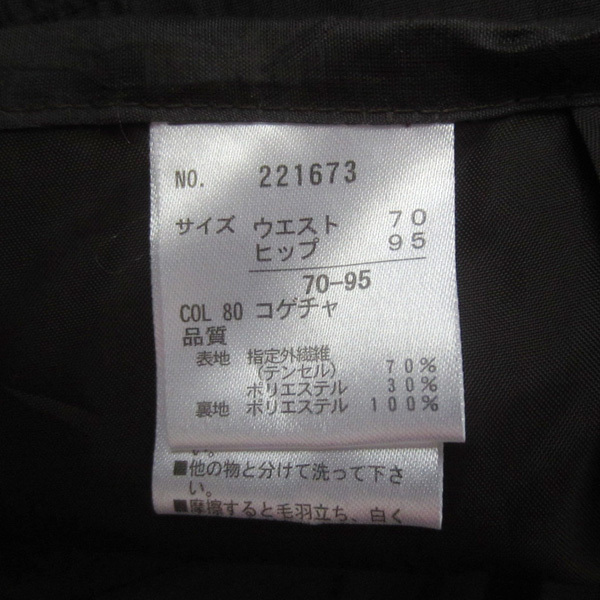 NO. 221673
サイズ ウエスト 70
ヒップ 95
70-95
COL 80 コゲチャ
品質
表地 指定外繊維 70%
(テンセル)
ポリエステル 30%
裏地 ポリエステル 100%
い。
■他の物と分けて洗って下さ
い。
■摩擦すると毛羽立ち、白く